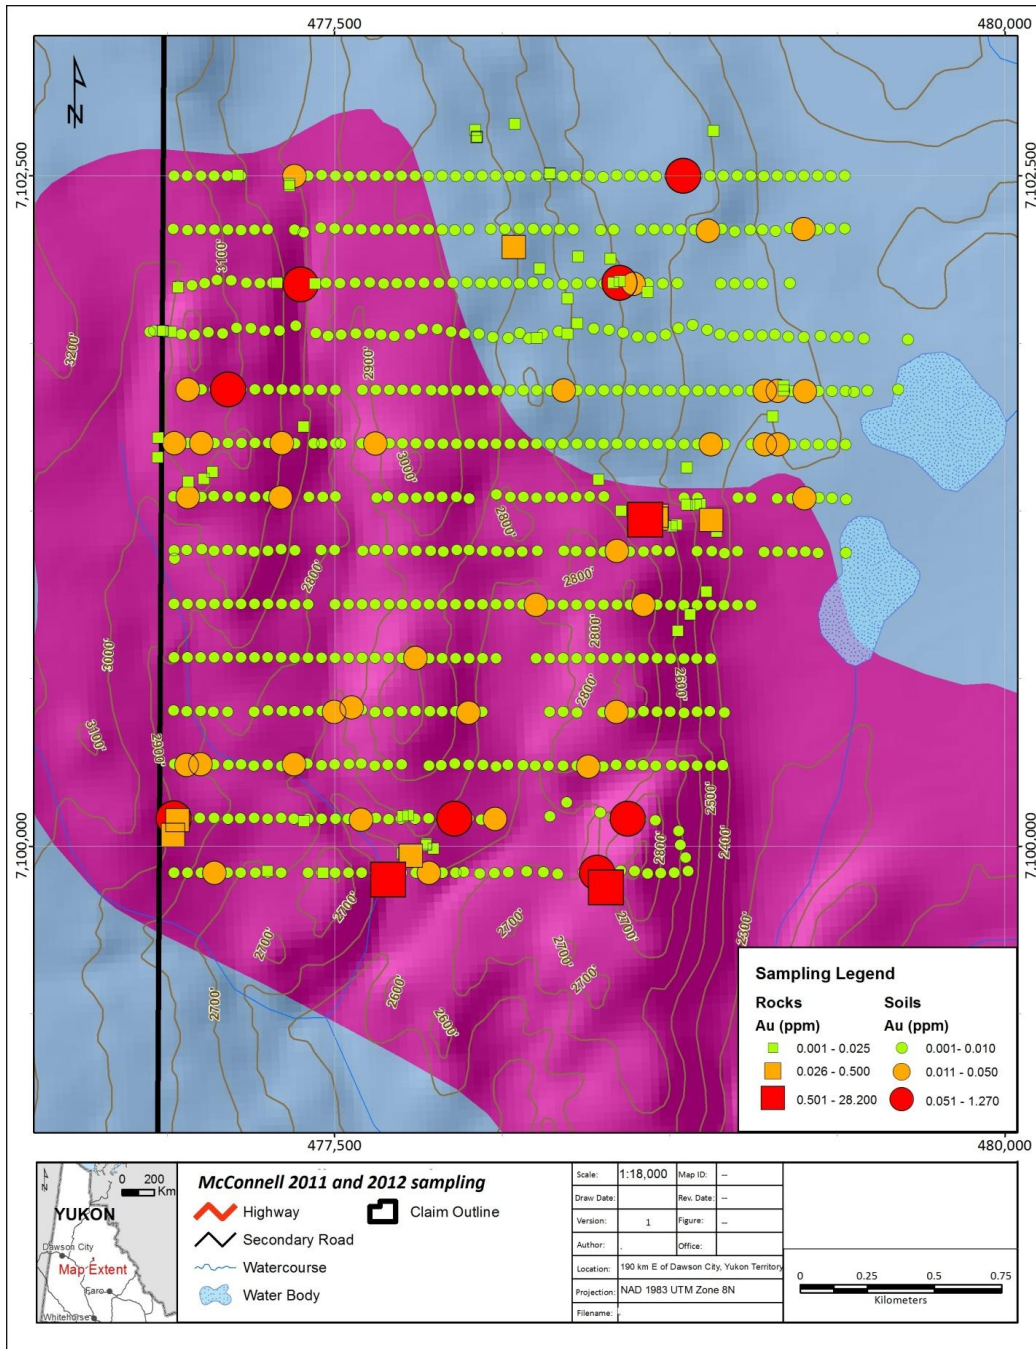 477,500
480,000
N
7,102,500
7,102,500
3100'
3200'
2900'
3000'
2800'
2800'
2800'
3000'
2800'
2500'
2800'
3100'
2900'
2500'
2800'
2400'
2700'
2700'
2700'
2700'
2700'
2700'
2300'
2600'
2700'
2600'
7,100,000
7,100,000
Sampling Legend
Rocks Soils
Au (ppm) Au (ppm)
0.001 - 0.025 0.001- 0.010
0.026 - 0.500 0.011 - 0.050
0.501 - 28.200 0.051 - 1.270
477,500
480,000
N
0 200
Km
YUKON
Dawson City
Map Extent
Faro
Whitehorse
McConnell 2011 and 2012 sampling
Highway Claim Outline
Secondary Road
Watercourse
Water Body
Scale: 1:18,000 Map ID: --
Draw Date: Rev. Date: --
Version: 1 Figure: --
Author: . Office:
Location: 190 km E of Dawson City, Yukon Territory
Projection: NAD 1983 UTM Zone 8N
Filename:
0 0.25 0.5 0.75
Kilometers